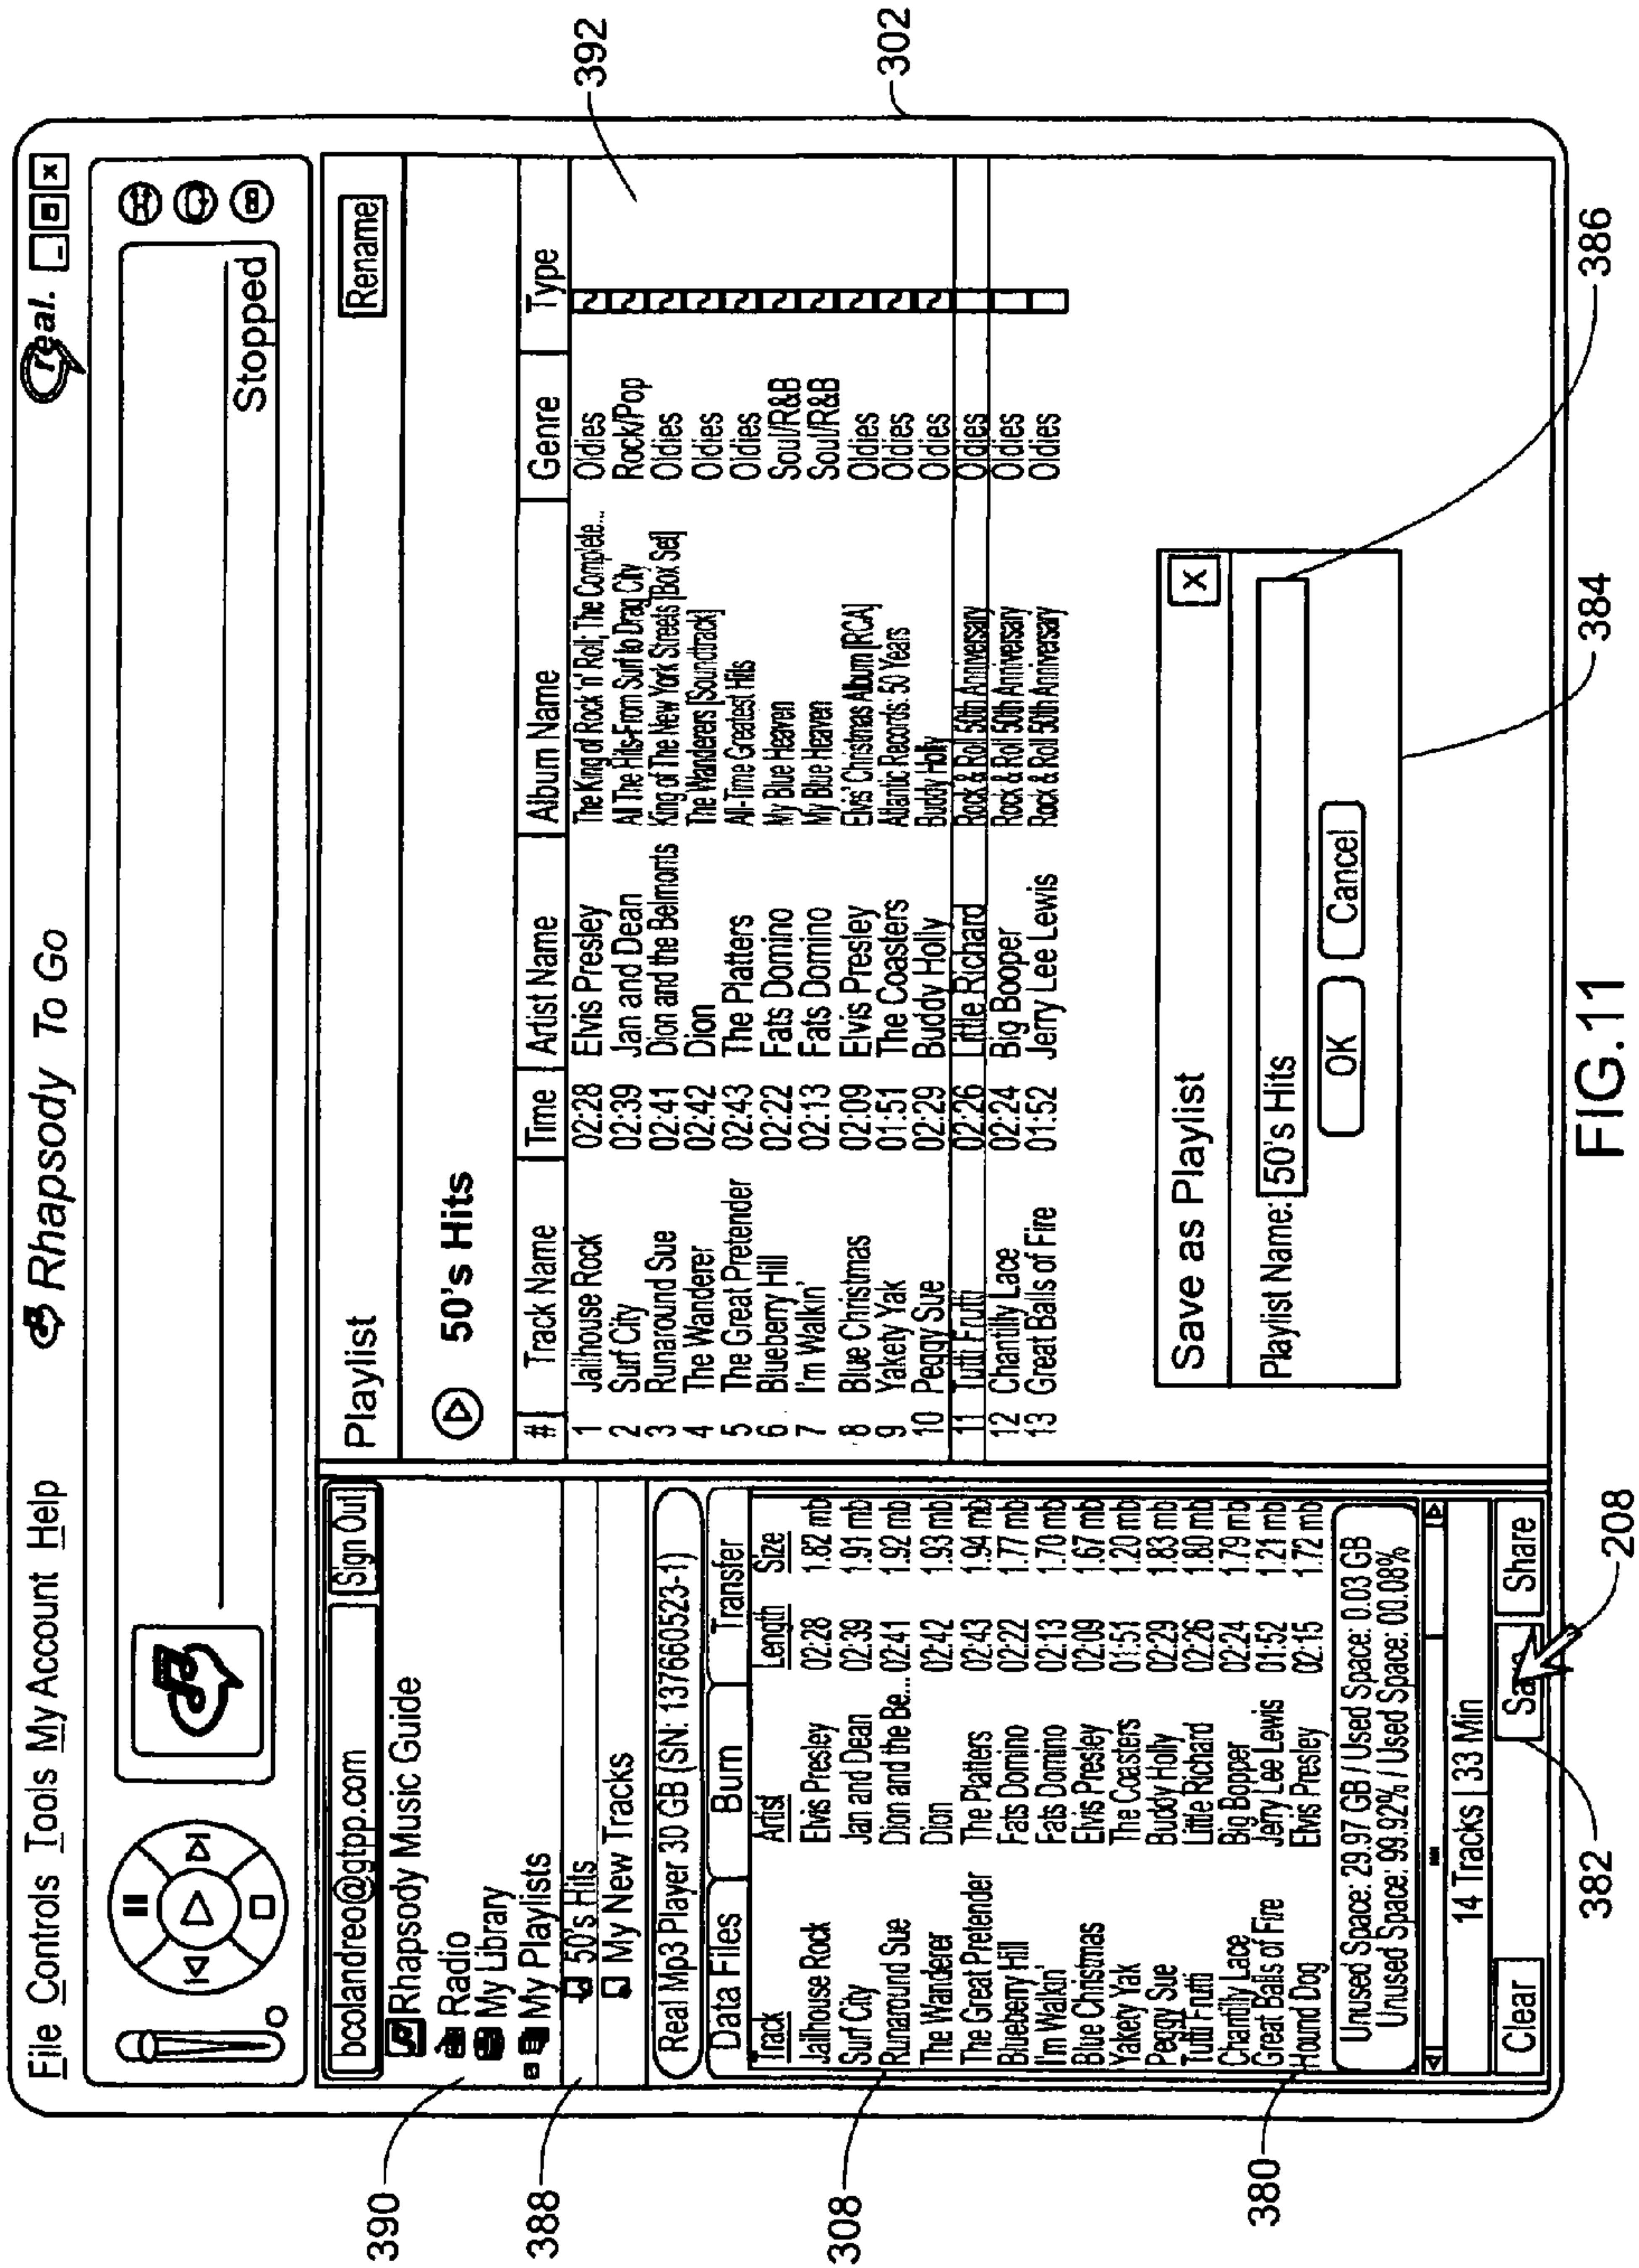 File Controls Tools My Account Help
Rhapsody To Go
real.
Stopped
bcolandreo@gtpp.com
Sign Out
Rhapsody Music Guide
Radio
My Library
My Playlists
50's Hits
My New Tracks
Real Mp3 Player 30 GB (SN: 137660523-1)
Data Files Burn Transfer
Track Artist Length Size
Jailhouse Rock Elvis Presley 02:28 1.82 mb
Surf City Jan and Dean 02:39 1.91 mb
Runaround Sue Dion and the Be... 02:41 1.92 mb
The Wanderer Dion 02:42 1.93 mb
The Great Pretender The Platters 02:43 1.94 mb
Blueberry Hill Fats Domino 02:22 1.77 mb
I'm Walkin' Fats Domino 02:13 1.70 mb
Blue Christmas Elvis Presley 02:09 1.67 mb
Yakety Yak The Coasters 01:51 1.20 mb
Peggy Sue Buddy Holly 02:29 1.83 mb
Tutti Frutti Little Richard 02:26 1.80 mb
Chantilly Lace Big Bopper 02:24 1.79 mb
Great Balls of Fire Jerry Lee Lewis 01:52 1.21 mb
Hound Dog Elvis Presley 02:15 1.72 mb
Unused Space: 29.97 GB / Used Space: 0.03 GB
Unused Space: 99.92% / Used Space: 00.08%
14 Tracks 33 Min
Clear Sa Share
Playlist
Rename
50's Hits
# Track Name Time Artist Name Album Name Genre Type
1 Jailhouse Rock 02:28 Elvis Presley The King of Rock 'n' Roll; The Complete... Oldies
2 Surf City 02:39 Jan and Dean All The Hits-From Surf to Drag City Rock/Pop
3 Runaround Sue 02:41 Dion and the Belmonts King of The New York Streets [Box Set] Oldies
4 The Wanderer 02:42 Dion The Wanderers [Soundtrack] Oldies
5 The Great Pretender 02:43 The Platters All-Time Greatest Hits Oldies
6 Blueberry Hill 02:22 Fats Domino My Blue Heaven Soul/R&B
7 I'm Walkin' 02:13 Fats Domino My Blue Heaven Soul/R&B
8 Blue Christmas 02:09 Elvis Presley Elvis' Christmas Album [RCA] Oldies
9 Yakety Yak 01:51 The Coasters Atlantic Records: 50 Years Oldies
10 Peggy Sue 02:29 Buddy Holly Buddy Holly Oldies
11 Tutti Frutti 02:26 Little Richard Rock & Roll 50th Anniversary Oldies
12 Chantilly Lace 02:24 Big Booper Rock & Roll 50th Anniversary Oldies
13 Great Balls of Fire 01:52 Jerry Lee Lewis Rock & Roll 50th Anniversary Oldies
Save as Playlist X
Playlist Name: 50's Hits
OK Cancel
390
388
308
380
382
208
384
386
392
302
FIG.11